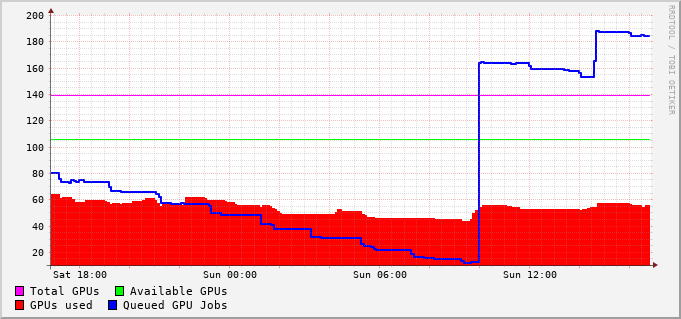 200
180
160
140
120
100
80
60
40
20
Sat 18:00 Sun 00:00 Sun 06:00 Sun 12:00
Total GPUs Available GPUs
GPUs used Queued GPU Jobs
RRDTOOL / TOBI OETIKER